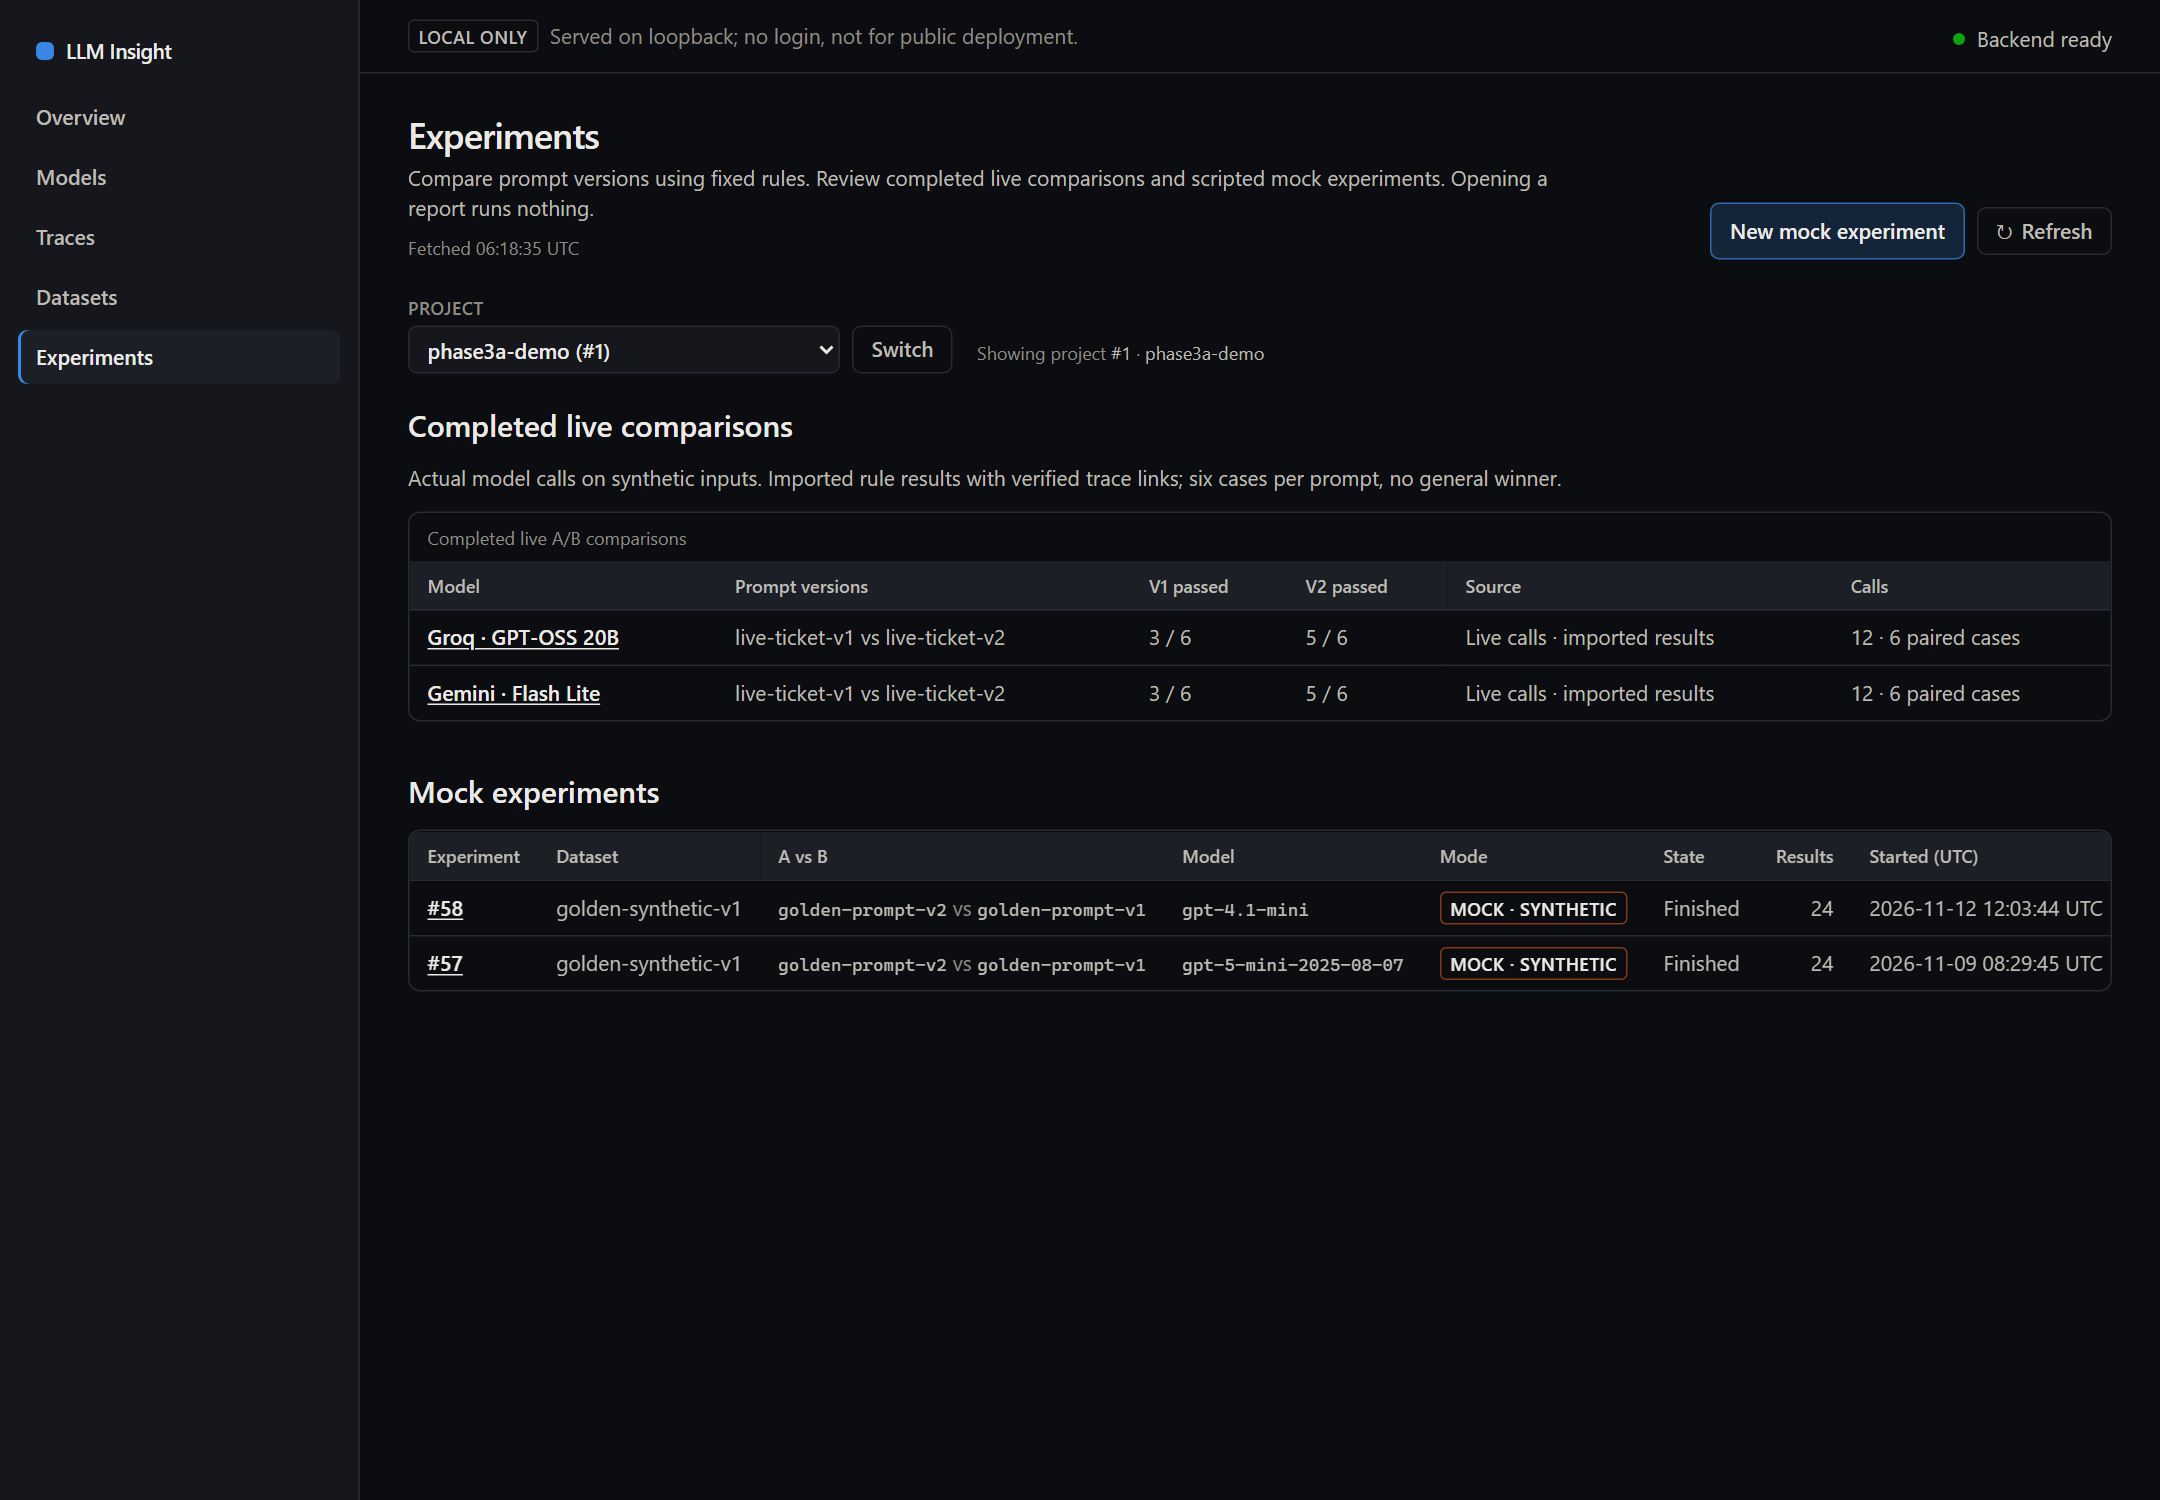 LLM Insight
Overview
Models
Traces
Datasets
Experiments
LOCAL ONLY Served on loopback; no login, not for public deployment.
Backend ready
Experiments
Compare prompt versions using fixed rules. Review completed live comparisons and scripted mock experiments. Opening a
report runs nothing.
Fetched 06:18:35 UTC
New mock experiment
↻ Refresh
PROJECT
phase3a-demo (#1)
Switch
Showing project #1 · phase3a-demo
Completed live comparisons
Actual model calls on synthetic inputs. Imported rule results with verified trace links; six cases per prompt, no general winner.
Completed live A/B comparisons
Model Prompt versions V1 passed V2 passed Source Calls
Groq · GPT-OSS 20B live-ticket-v1 vs live-ticket-v2 3 / 6 5 / 6 Live calls · imported results 12 · 6 paired cases
Gemini · Flash Lite live-ticket-v1 vs live-ticket-v2 3 / 6 5 / 6 Live calls · imported results 12 · 6 paired cases
Mock experiments
Experiment Dataset A vs B Model Mode State Results Started (UTC)
#58 golden-synthetic-v1 golden-prompt-v2 vs golden-prompt-v1 gpt-4.1-mini MOCK · SYNTHETIC Finished 24 2026-11-12 12:03:44 UTC
#57 golden-synthetic-v1 golden-prompt-v2 vs golden-prompt-v1 gpt-5-mini-2025-08-07 MOCK · SYNTHETIC Finished 24 2026-11-09 08:29:45 UTC